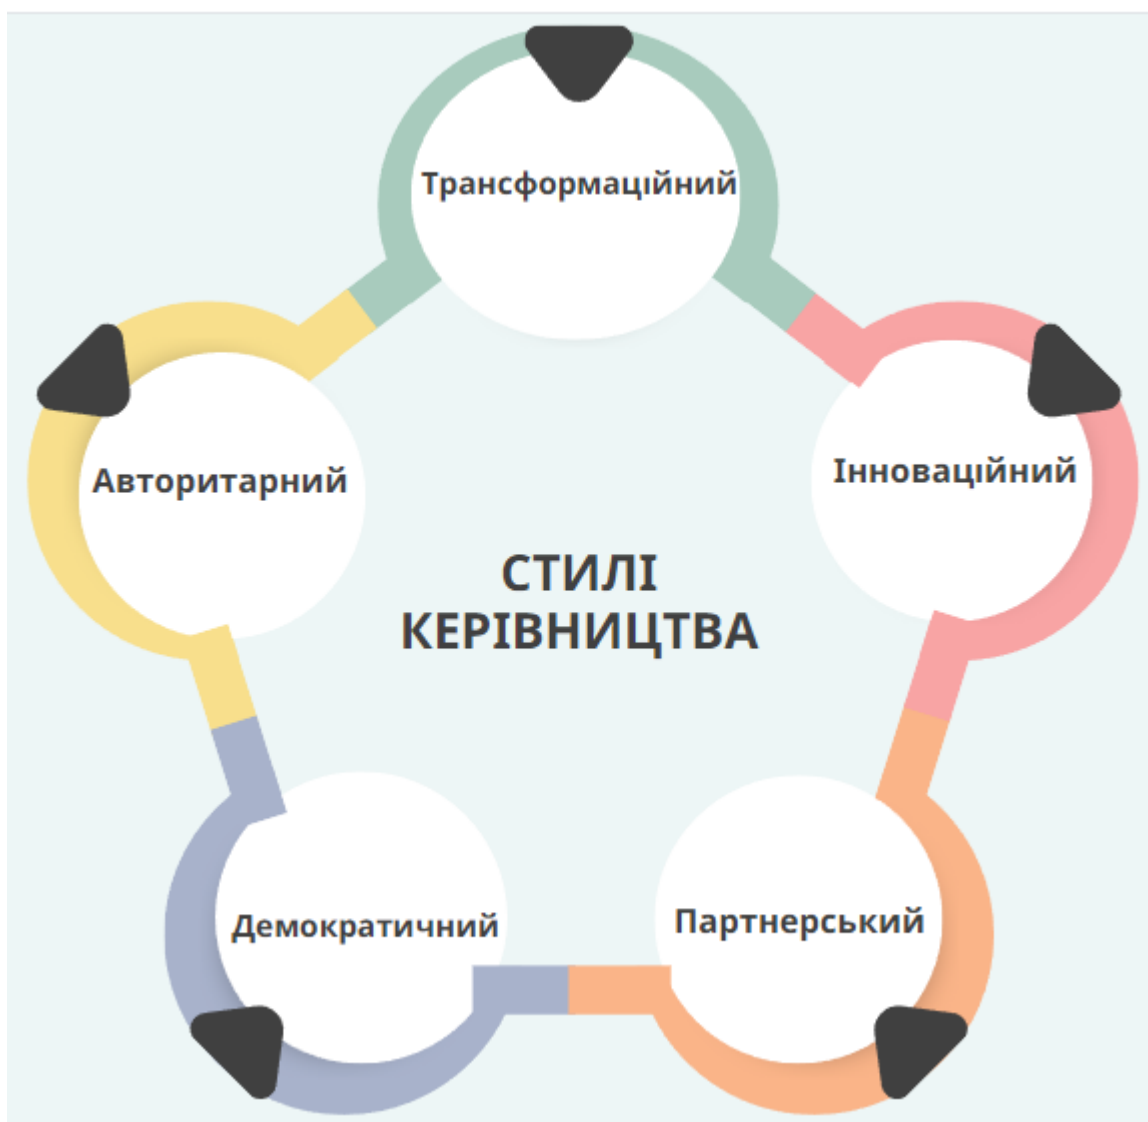 Трансформаційний
Авторитарний
Інноваційний
СТИЛІ
КЕРІВНИЦТВА
Демократичний
Партнерський